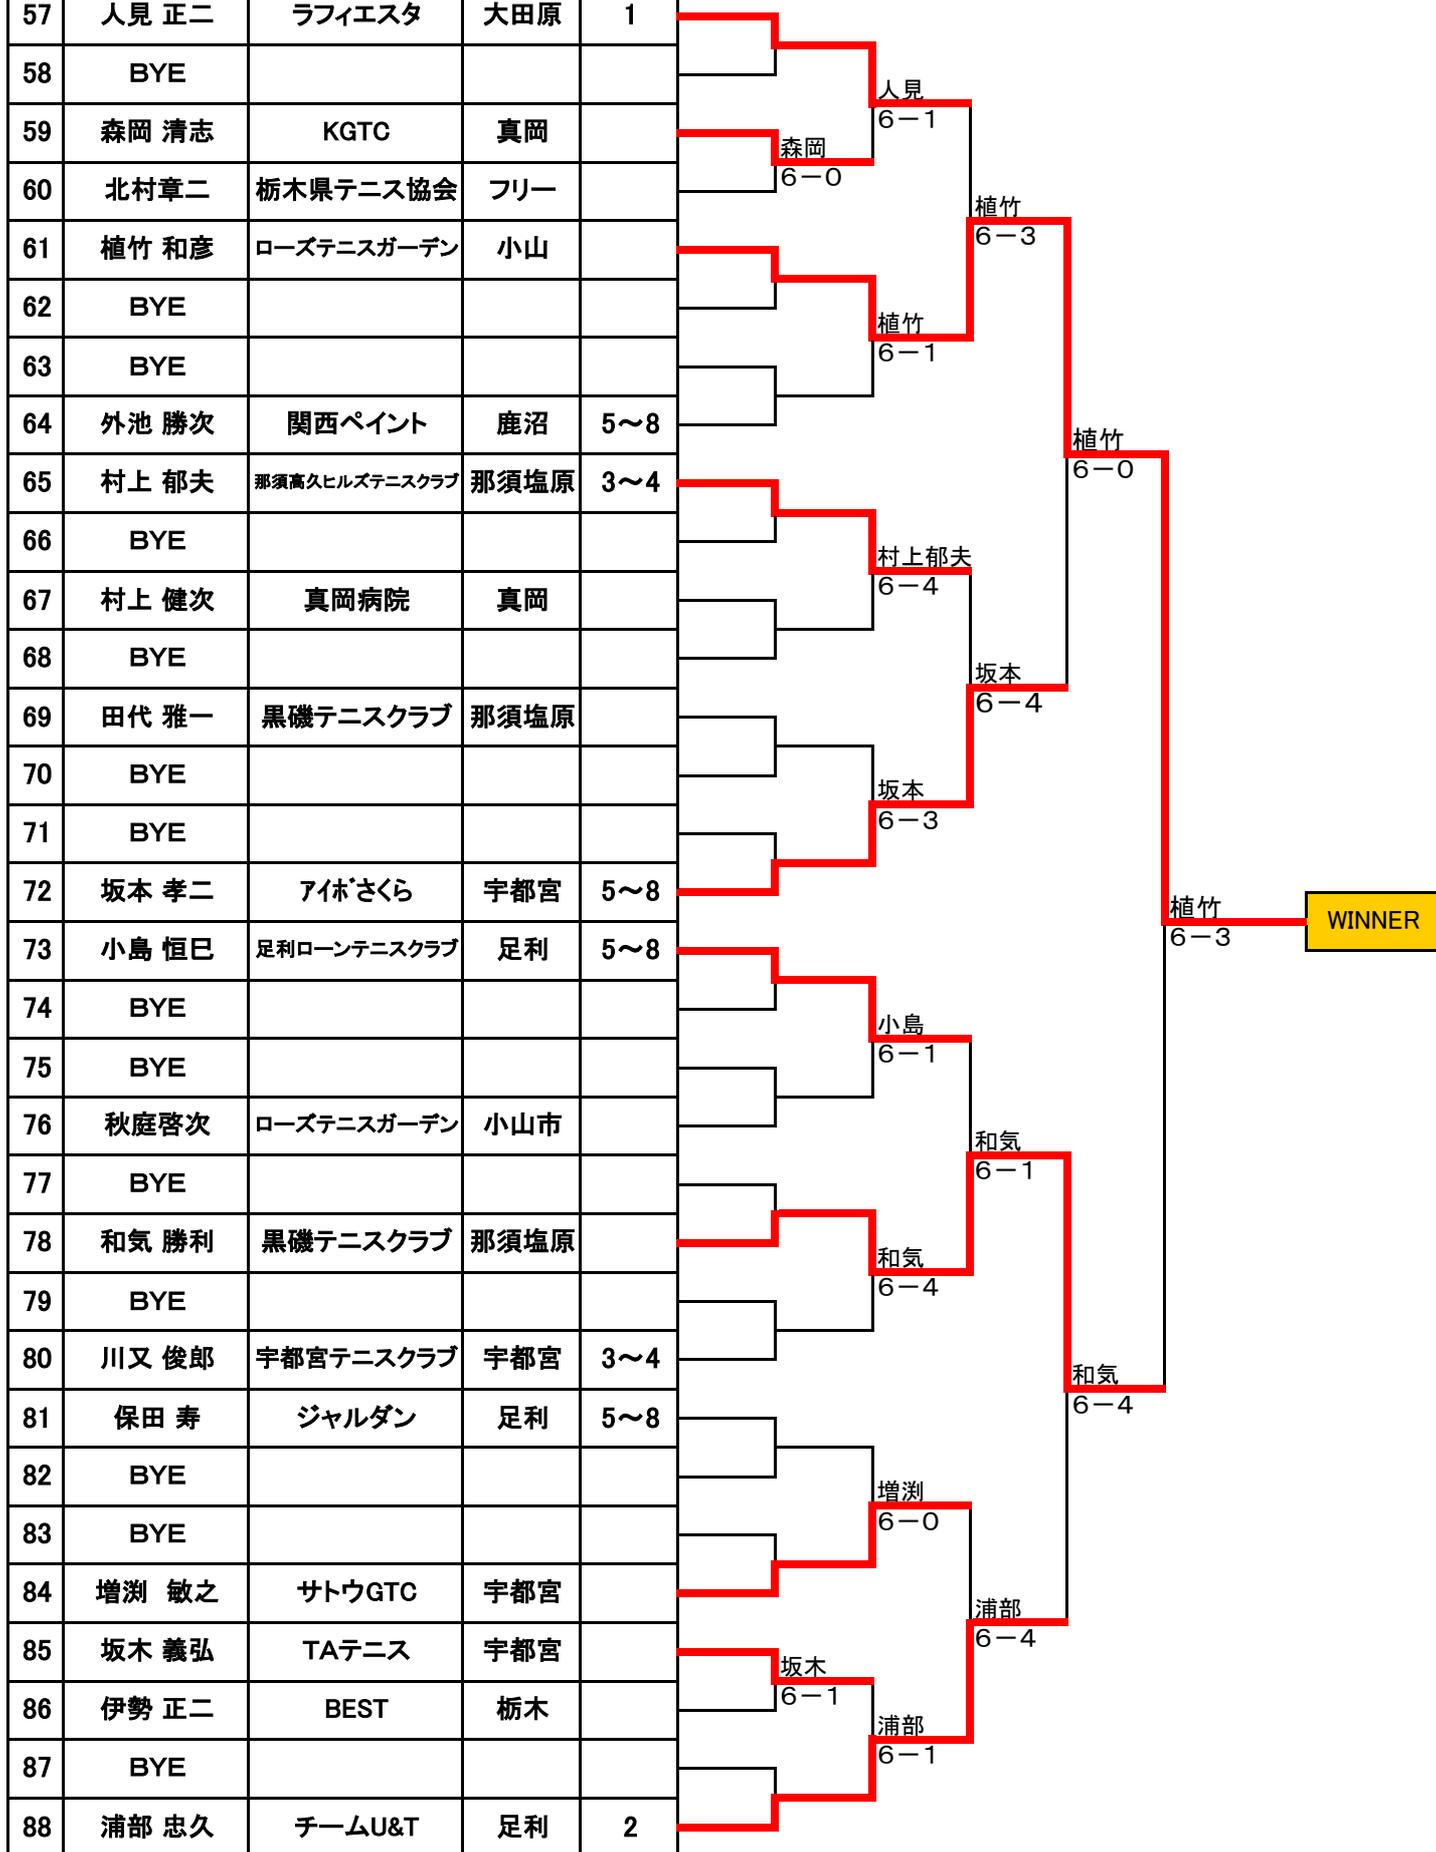 57 人見 正二 ラフィエスタ 大田原 1
58 BYE
人見
6-1
59 森岡 清志 KGTC 真岡
森岡
6-0
60 北村章二 栃木県テニス協会 フリー
植竹
6-3
61 植竹 和彦 ローズテニスガーデン 小山
62 BYE
植竹
6-1
63 BYE
64 外池 勝次 関西ペイント 鹿沼 5～8
植竹
6-0
65 村上 郁夫 那須高久ヒルズテニスクラブ 那須塩原 3～4
66 BYE
村上郁夫
6-4
67 村上 健次 真岡病院 真岡
68 BYE
坂本
6-4
69 田代 雅一 黒磯テニスクラブ 那須塩原
70 BYE
坂本
6-3
71 BYE
72 坂本 孝二 アイボさくら 宇都宮 5～8
植竹
6-3
WINNER
73 小島 恒巳 足利ローンテニスクラブ 足利 5～8
74 BYE
小島
6-1
75 BYE
76 秋庭啓次 ローズテニスガーデン 小山市
和気
6-1
77 BYE
78 和気 勝利 黒磯テニスクラブ 那須塩原
和気
6-4
79 BYE
80 川又 俊郎 宇都宮テニスクラブ 宇都宮 3～4
和気
6-4
81 保田 寿 ジャルダン 足利 5～8
82 BYE
増渕
6-0
83 BYE
84 増渕 敏之 サトウGTC 宇都宮
浦部
6-4
85 坂木 義弘 TAテニス 宇都宮
坂木
6-1
86 伊勢 正二 BEST 栃木
浦部
6-1
87 BYE
88 浦部 忠久 チームU&T 足利 2